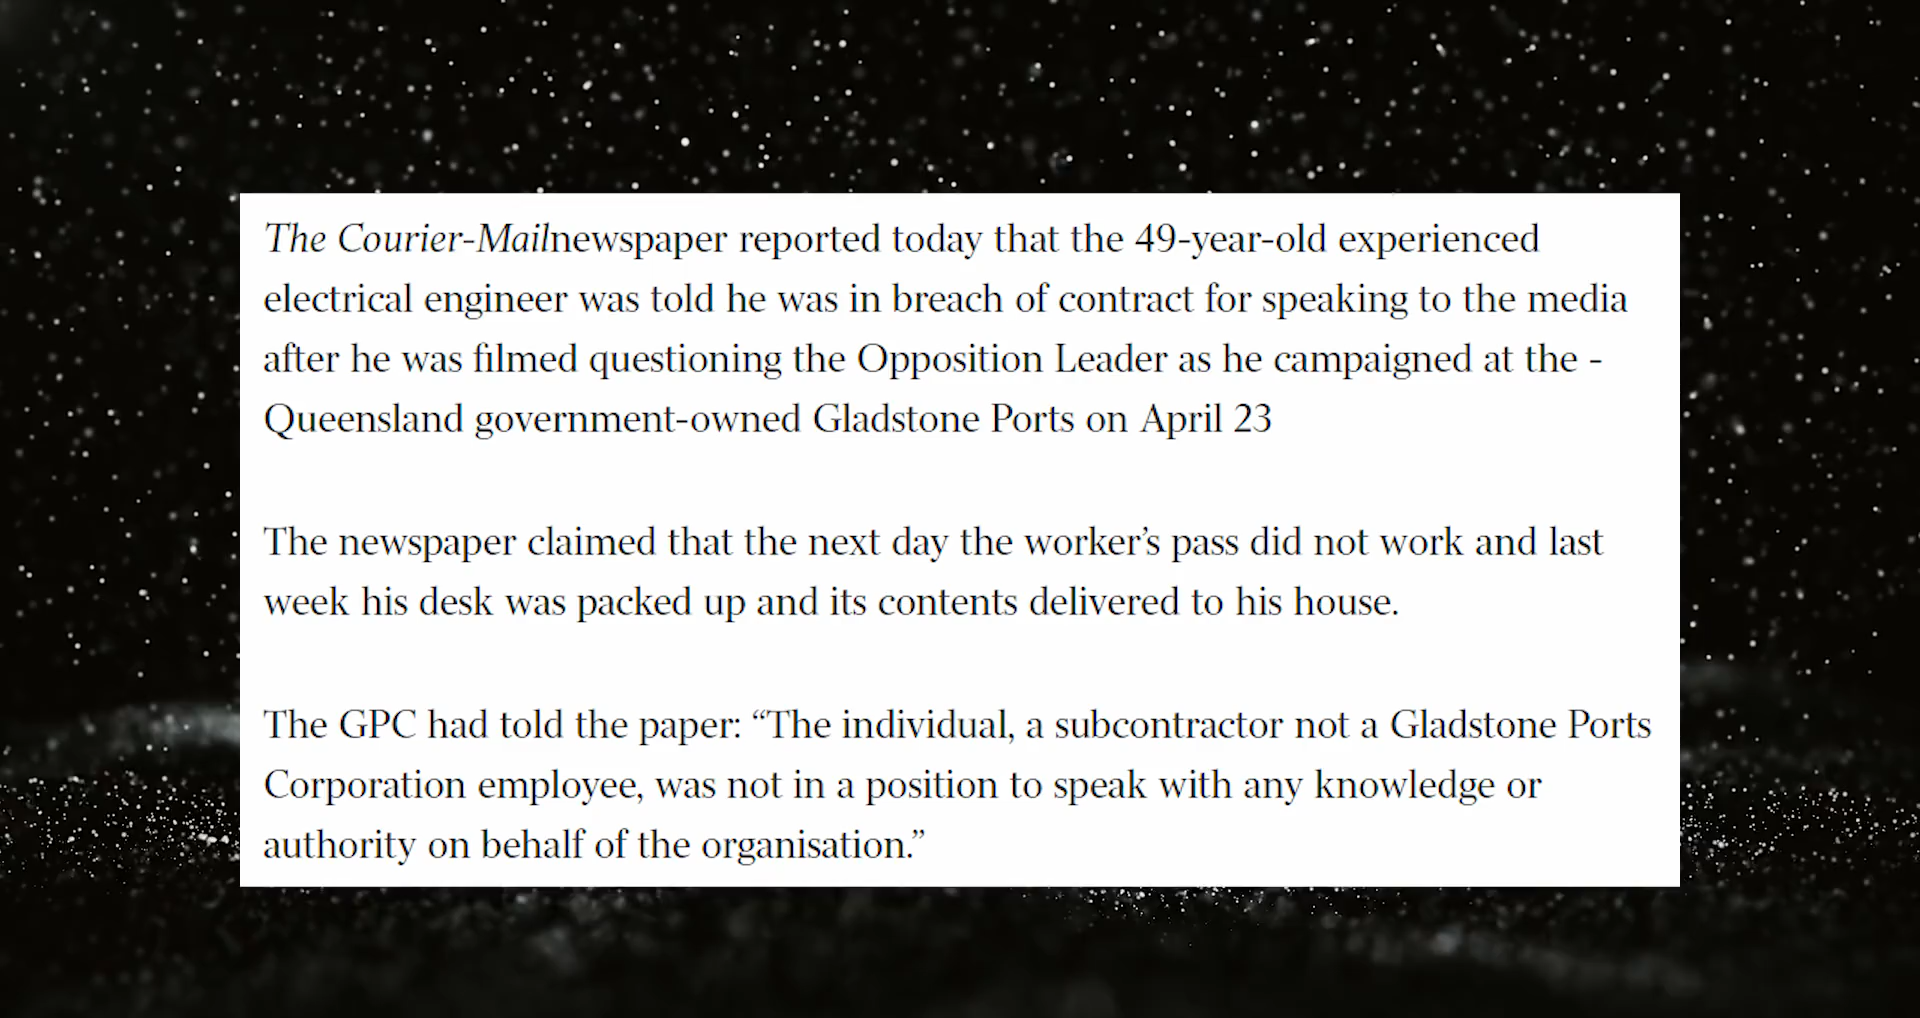 The Courier-Mailnewspaper reported today that the 49-year-old experienced
electrical engineer was told he was in breach of contract for speaking to the media
after he was filmed questioning the Opposition Leader as he campaigned at the -
Queensland government-owned Gladstone Ports on April 23
The newspaper claimed that the next day the worker’s pass did not work and last
week his desk was packed up and its contents delivered to his house.
The GPC had told the paper: “The individual, a subcontractor not a Gladstone Ports
Corporation employee, was not in a position to speak with any knowledge or
authority on behalf of the organisation.”